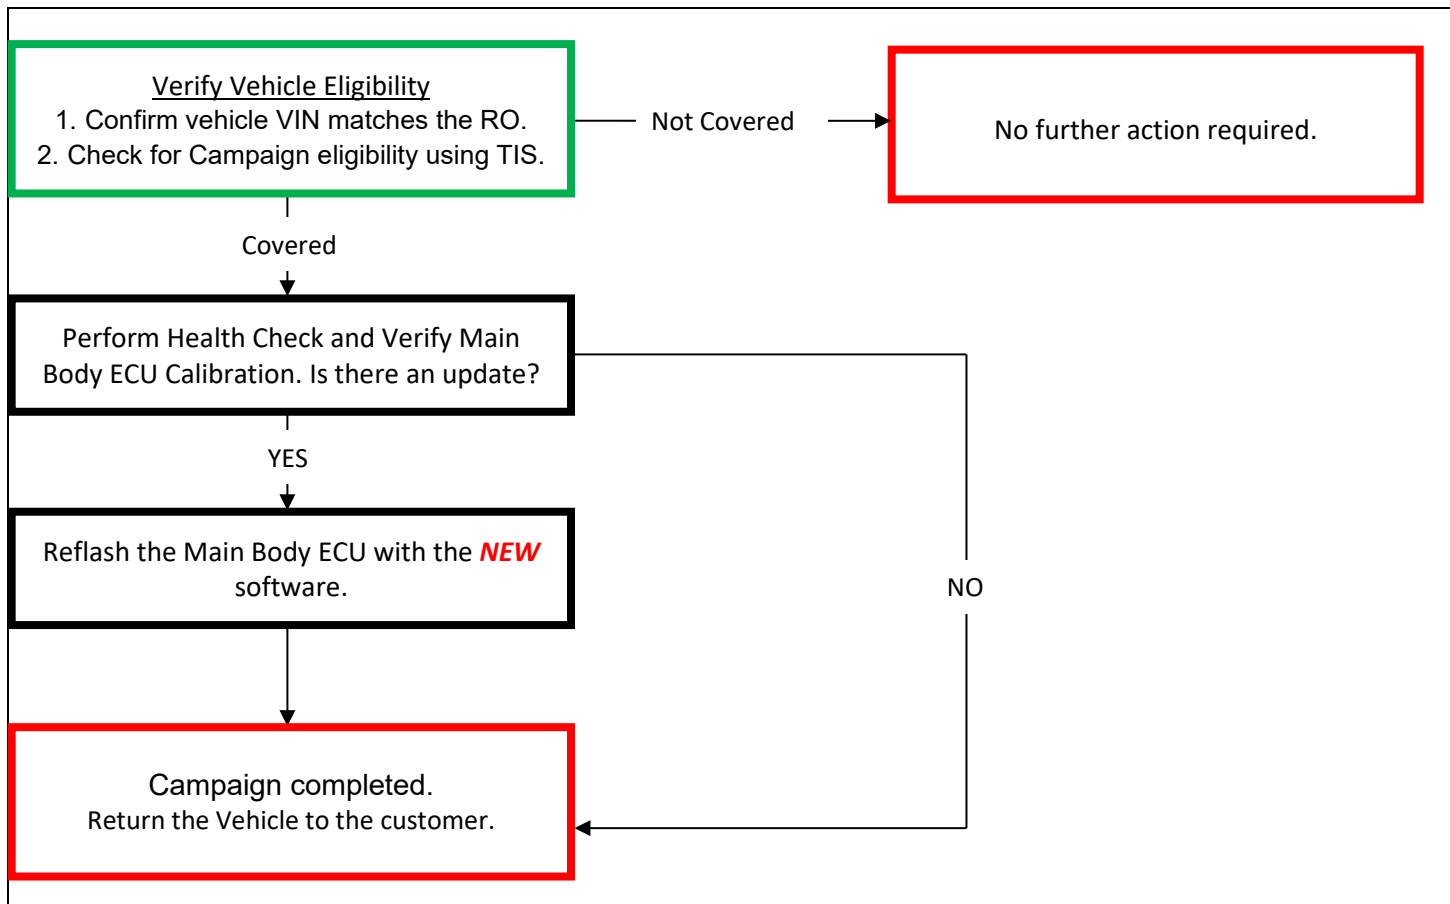 Verify Vehicle Eligibility
1. Confirm vehicle VIN matches the RO.
2. Check for Campaign eligibility using TIS.
Not Covered
No further action required.
Covered
Perform Health Check and Verify Main
Body ECU Calibration. Is there an update?
YES
Reflash the Main Body ECU with the NEW
software.
NO
Campaign completed.
Return the Vehicle to the customer.